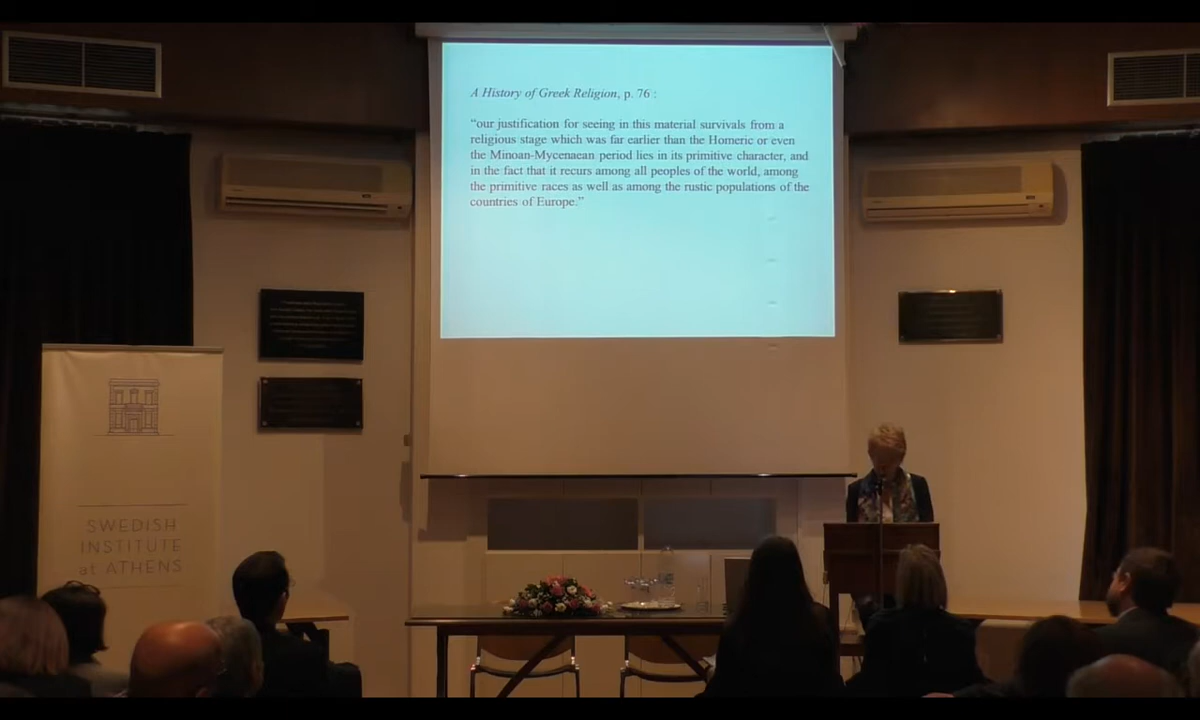 A History of Greek Religion, p. 76 :
“our justification for seeing in this material survivals from a
religious stage which was far earlier than the Homeric or even
the Minoan-Mycenaean period lies in its primitive character, and
in the fact that it recurs among all peoples of the world, among
the primitive races as well as among the rustic populations of the
countries of Europe.”
SWEDISH
INSTITUTE
at ATHENS